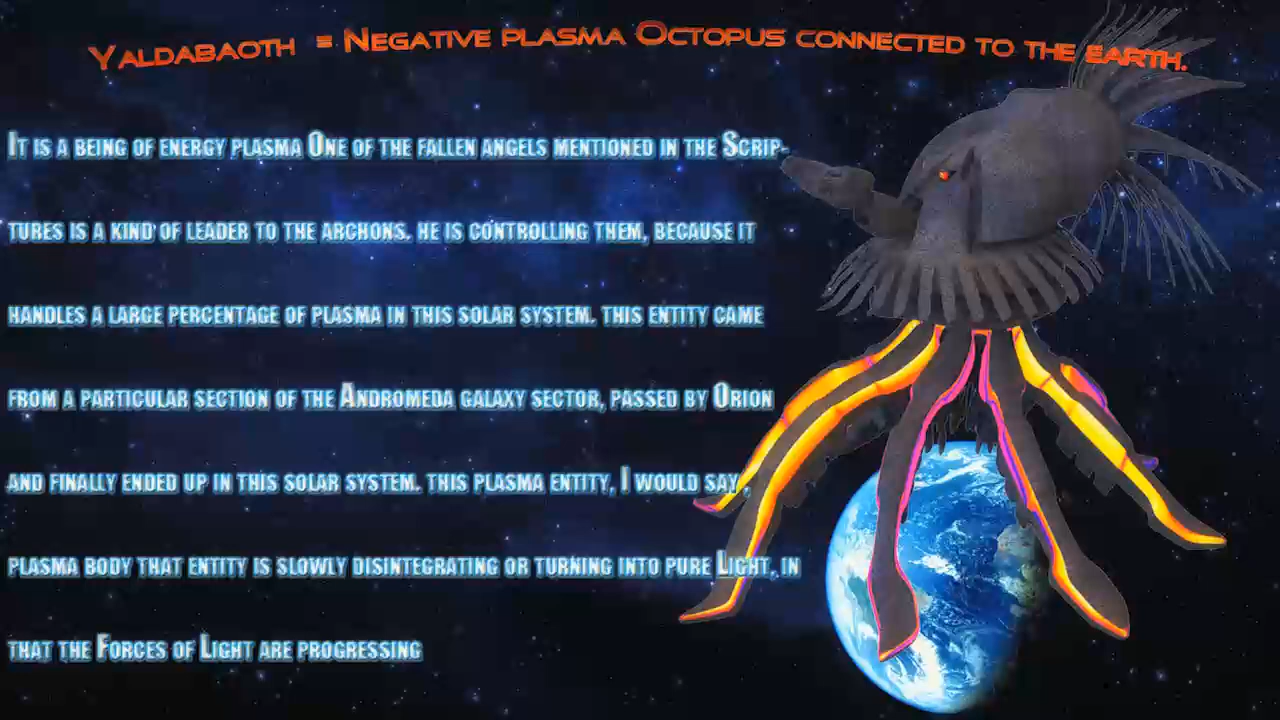 Yaldabaoth = Negative plasma Octopus connected to the earth.
It is a being of energy plasma One of the fallen angels mentioned in the Scrip-
tures is a kind of leader to the archons. he is controlling them, because it
handles a large percentage of plasma in this solar system. this entity came
from a particular section of the Andromeda galaxy sector, passed by Orion
and finally ended up in this solar system. this plasma entity, I would say,
plasma body that entity is slowly disintegrating or turning into pure Light, in
that the Forces of Light are progressing